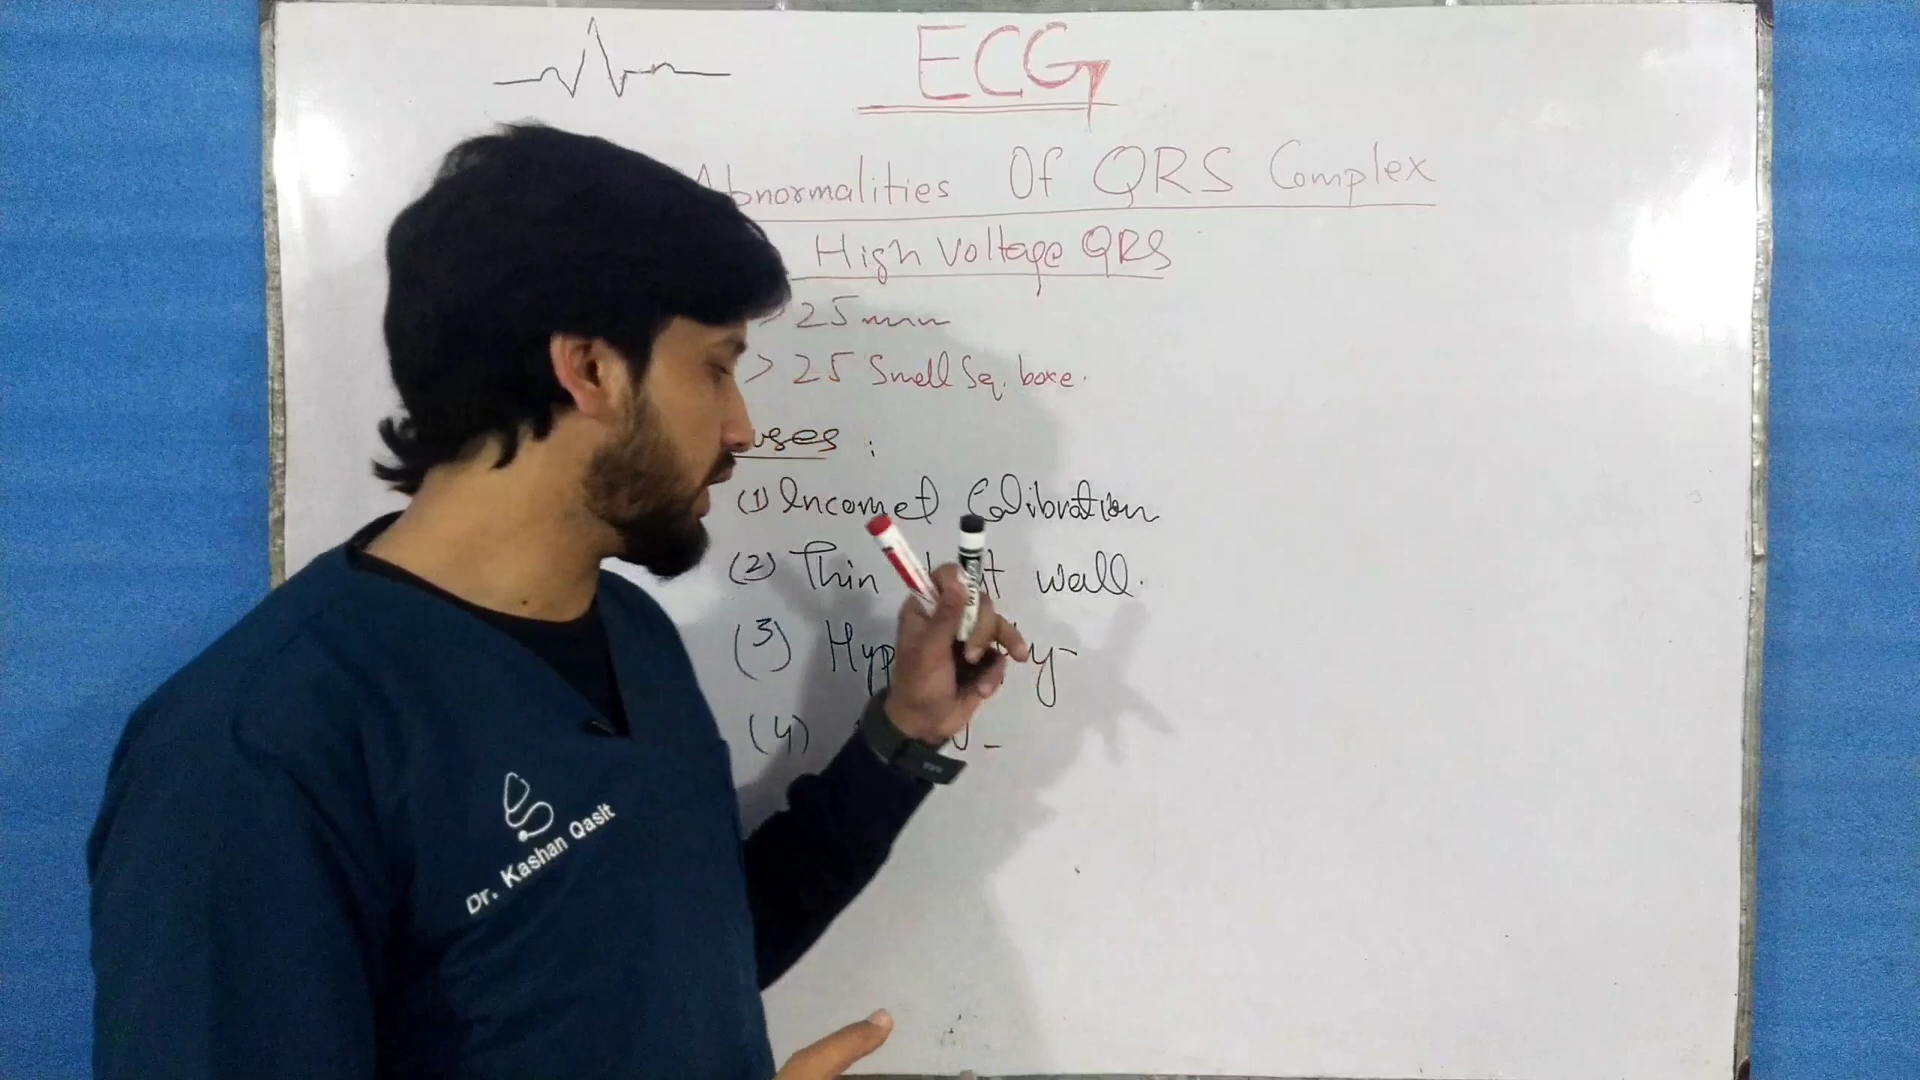 ECG
Abnormalities Of QRS Complex
High Voltage QRS
> 25 mm
> 25 Small Sq. boxe.
uses :
(1) Incorrect Calibration
(2) Thin wall.
(3) Hyp
(4)
Dr. Kashan Qasit